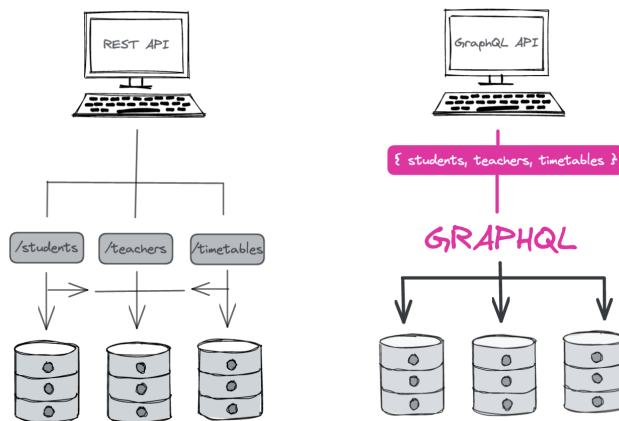 REST API
GraphQL API
{ students, teachers, timetables }
/students
/teachers
/timetables
GRAPHQL